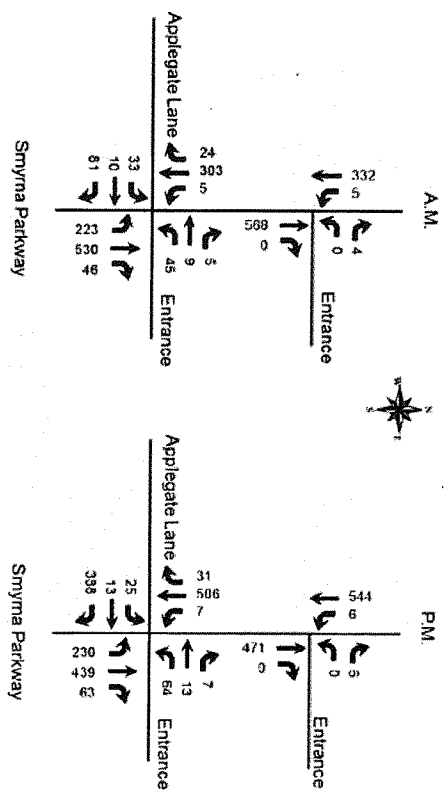 A.M.
332
5
4
0
568
0
Entrance
Applegate Lane
24
303
5
5
9
45
Entrance
33
10
81
223
530
46
Smyrna Parkway
N
W
E
S
P.M.
544
6
6
0
471
0
Entrance
Applegate Lane
31
506
7
7
13
64
Entrance
25
13
388
230
439
63
Smyrna Parkway